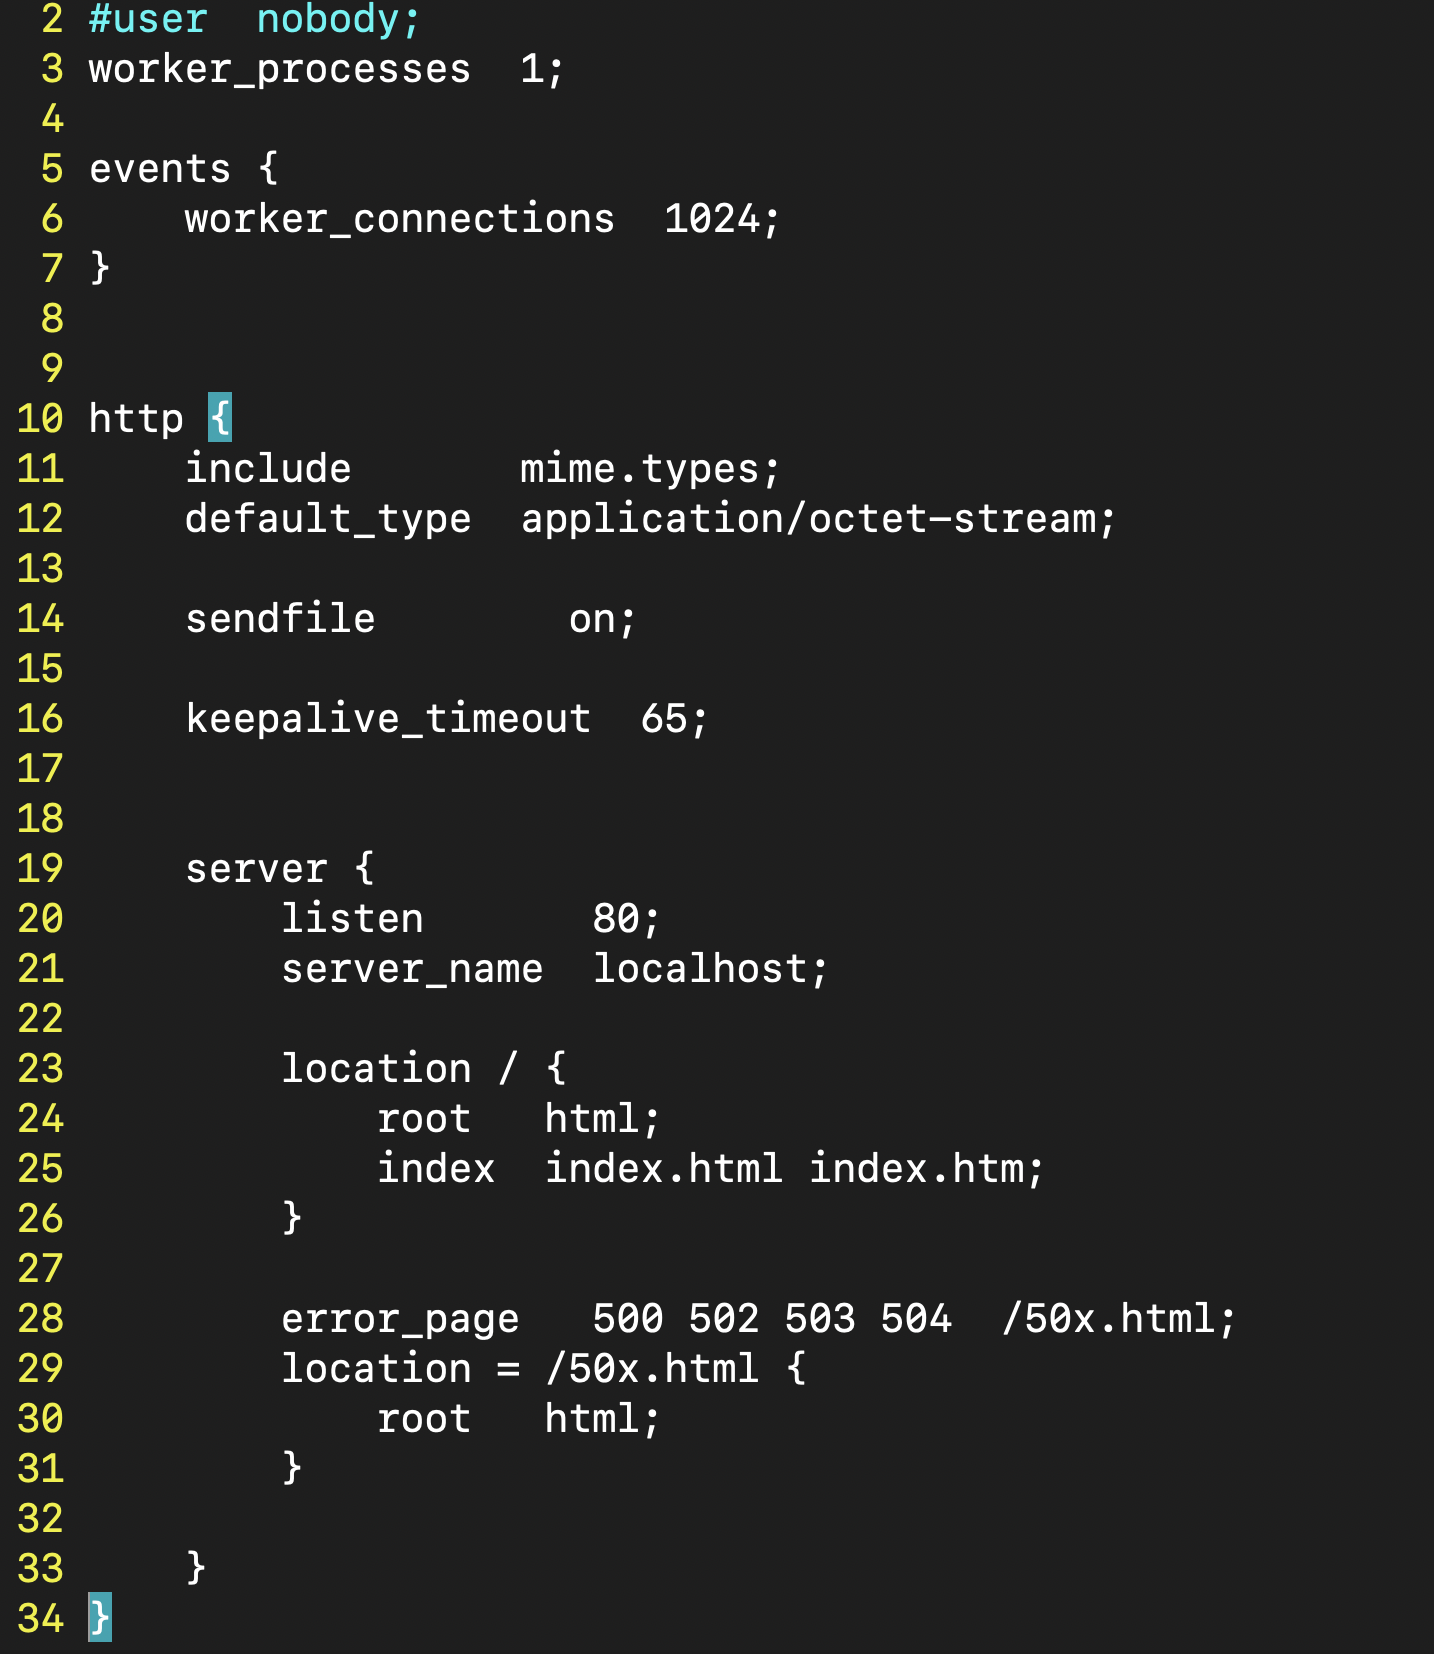 2 #user  nobody;
3 worker_processes  1;
4
5 events {
6     worker_connections  1024;
7 }
8
9
10 http {
11     include       mime.types;
12     default_type  application/octet-stream;
13
14     sendfile        on;
15
16     keepalive_timeout  65;
17
18
19     server {
20         listen       80;
21         server_name  localhost;
22
23         location / {
24             root   html;
25             index  index.html index.htm;
26         }
27
28         error_page   500 502 503 504  /50x.html;
29         location = /50x.html {
30             root   html;
31         }
32
33     }
34 }